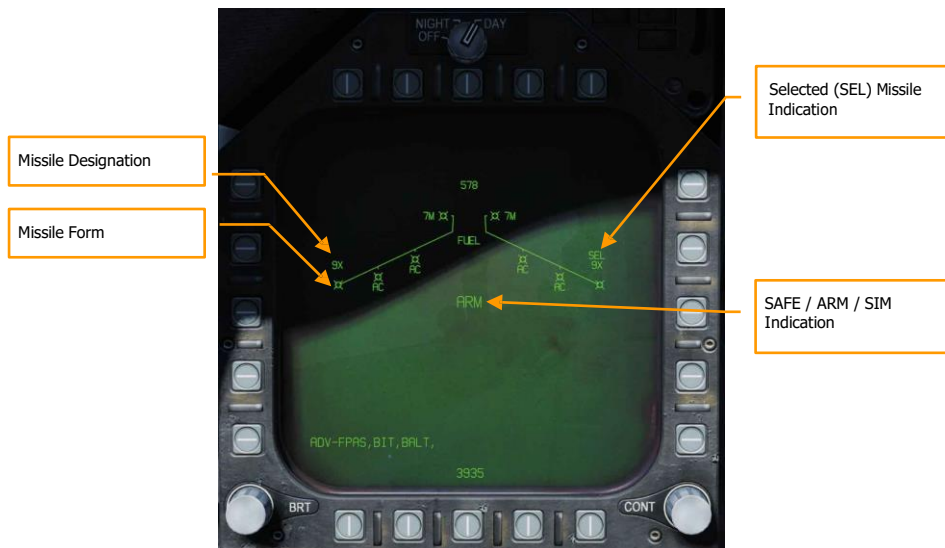 NIGHT DAY
OFF
Selected (SEL) Missile
Indication
Missile Designation
Missile Form
578
7M 7M
FUEL
SEL
9X 9X
AC AC
AC AC
ARM
SAFE / ARM / SIM
Indication
ADV-FPAS,BIT,BALT,
3935
BRT CONT